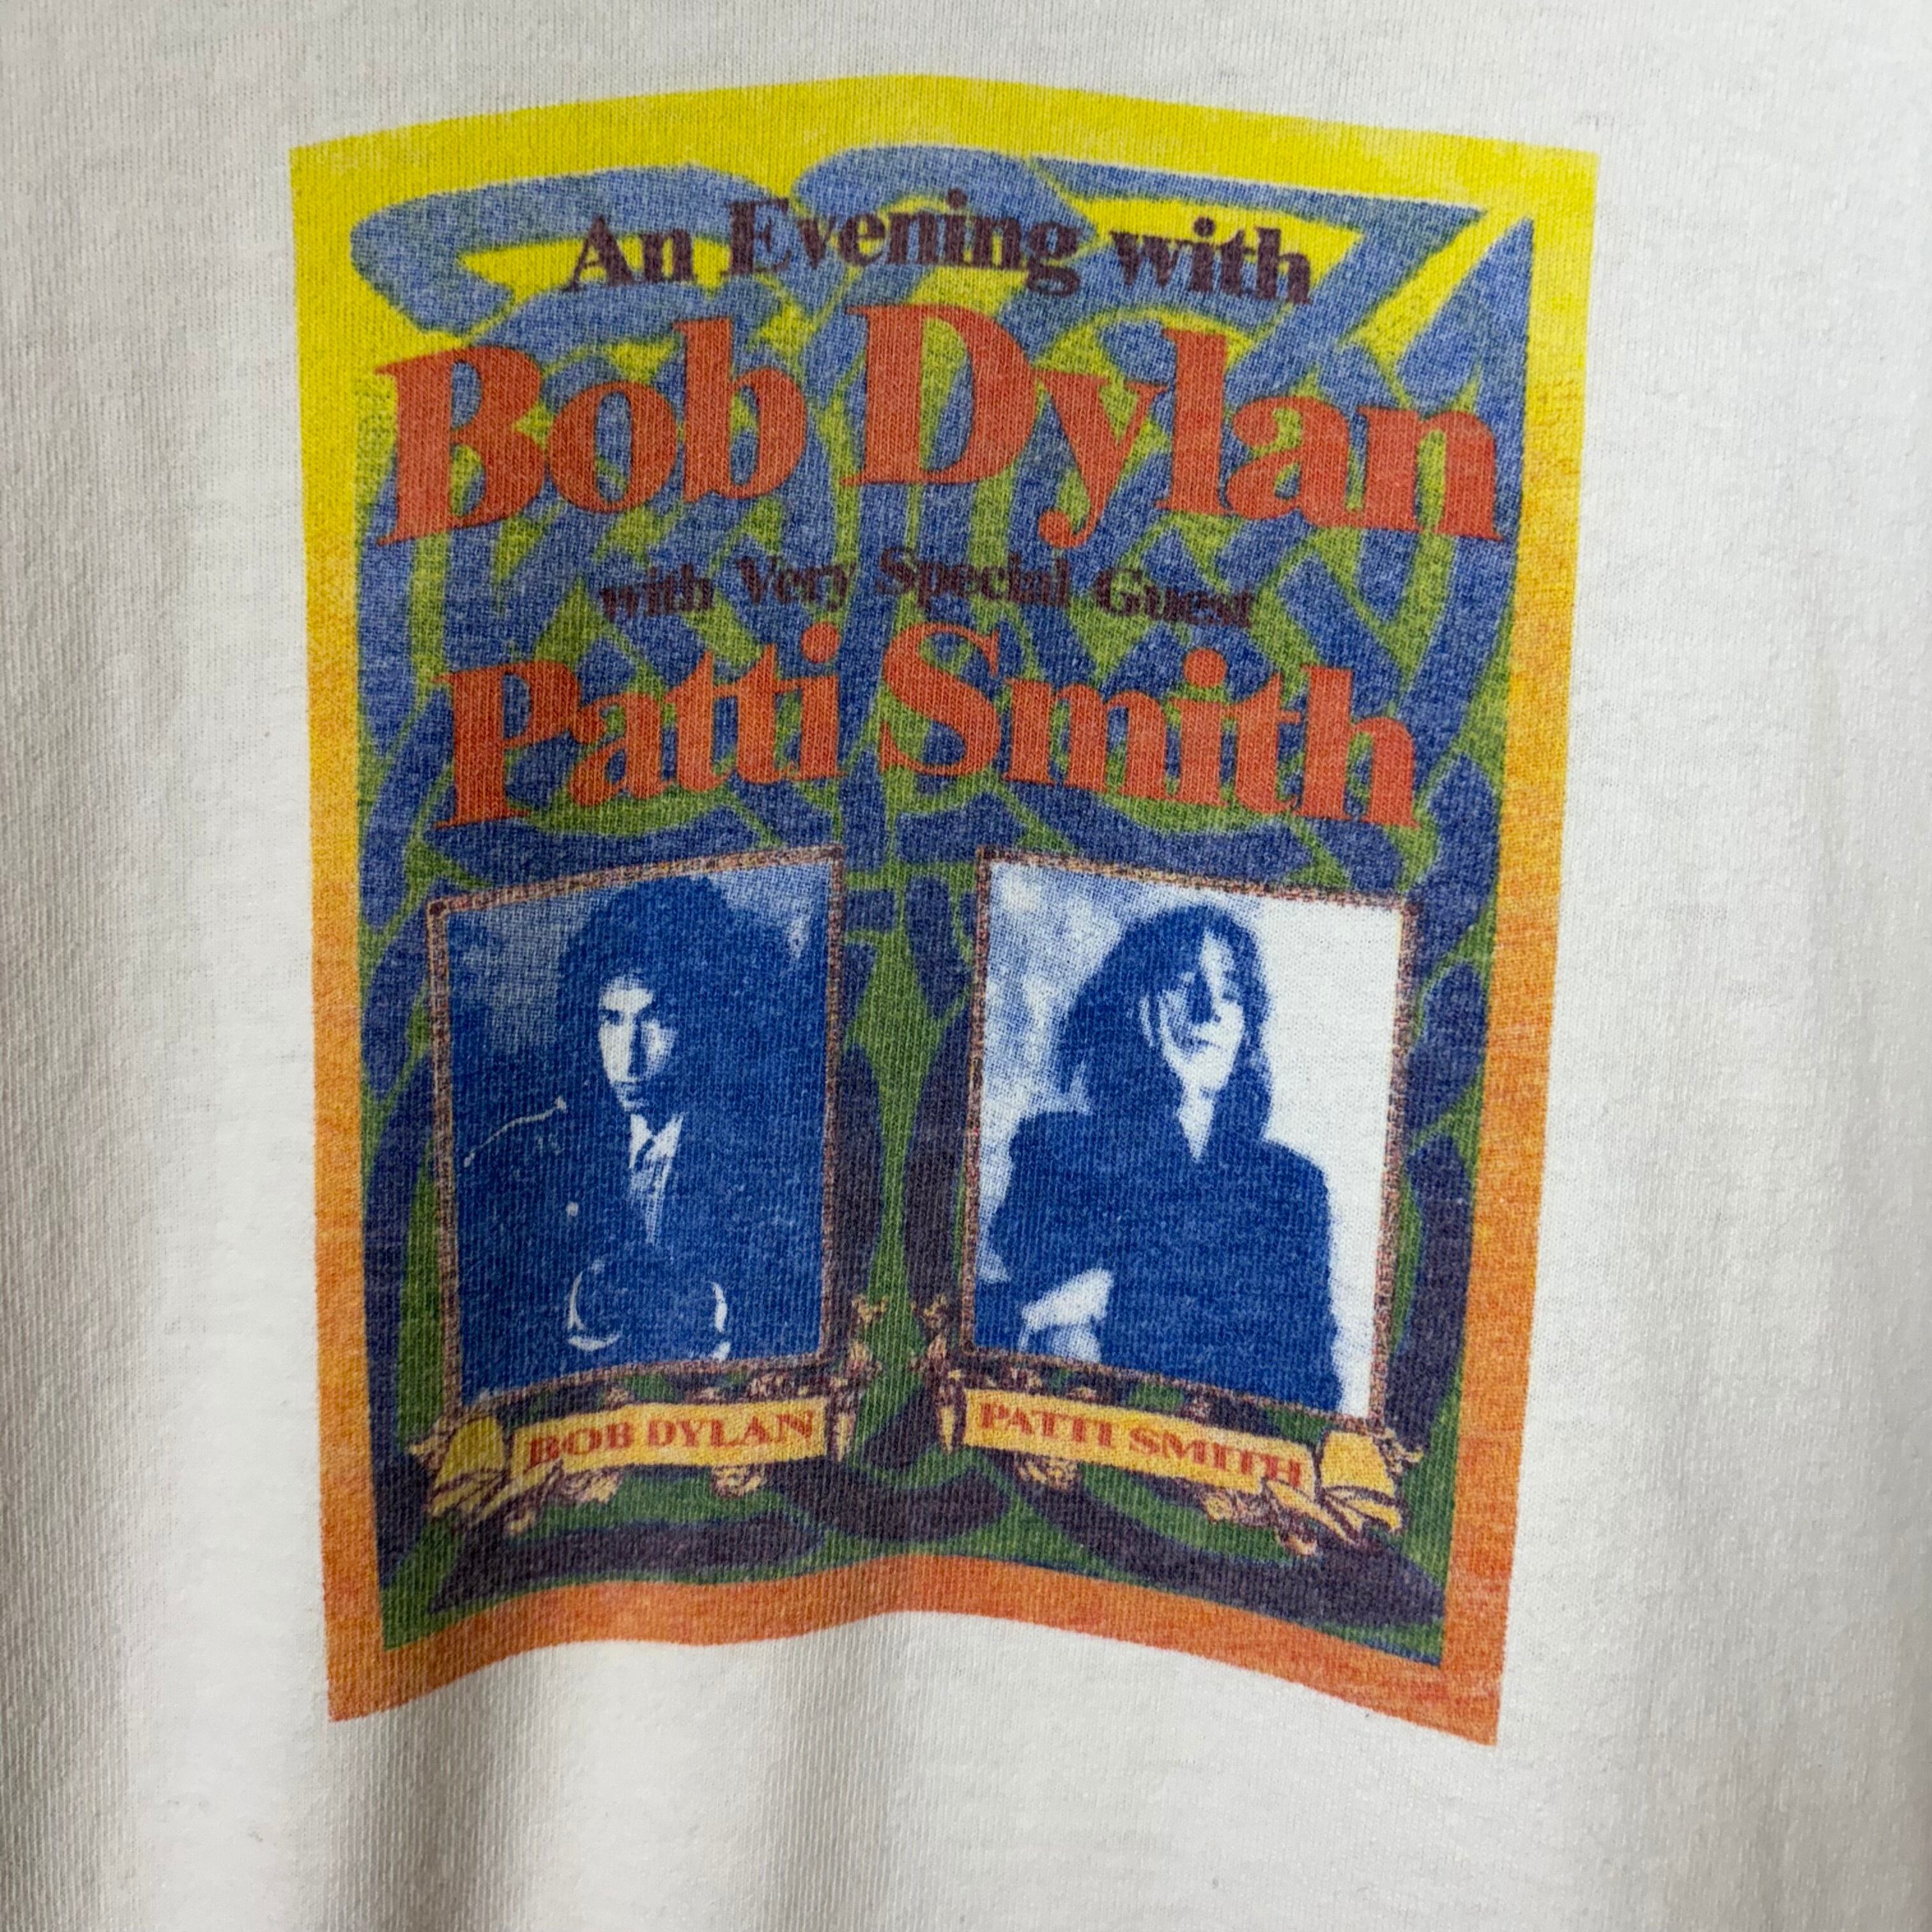 An Evening with
Bob Dylan
with Very Special Guest
Patti Smith
BOB DYLAN
PATTI SMITH